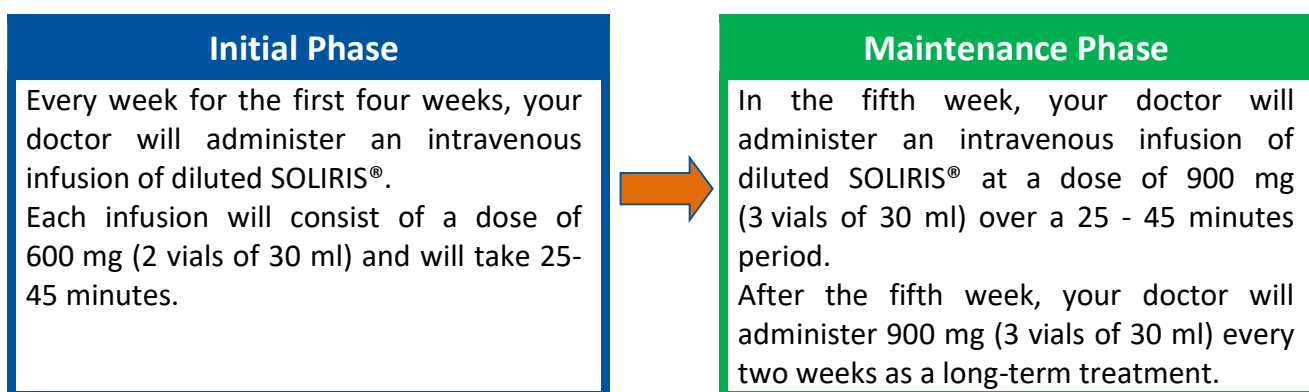 Initial Phase
Every week for the first four weeks, your
doctor will administer an intravenous
infusion of diluted SOLIRIS®.
Each infusion will consist of a dose of
600 mg (2 vials of 30 ml) and will take 25-
45 minutes.
Maintenance Phase
In the fifth week, your doctor will
administer an intravenous infusion of
diluted SOLIRIS® at a dose of 900 mg
(3 vials of 30 ml) over a 25 - 45 minutes
period.
After the fifth week, your doctor will
administer 900 mg (3 vials of 30 ml) every
two weeks as a long-term treatment.